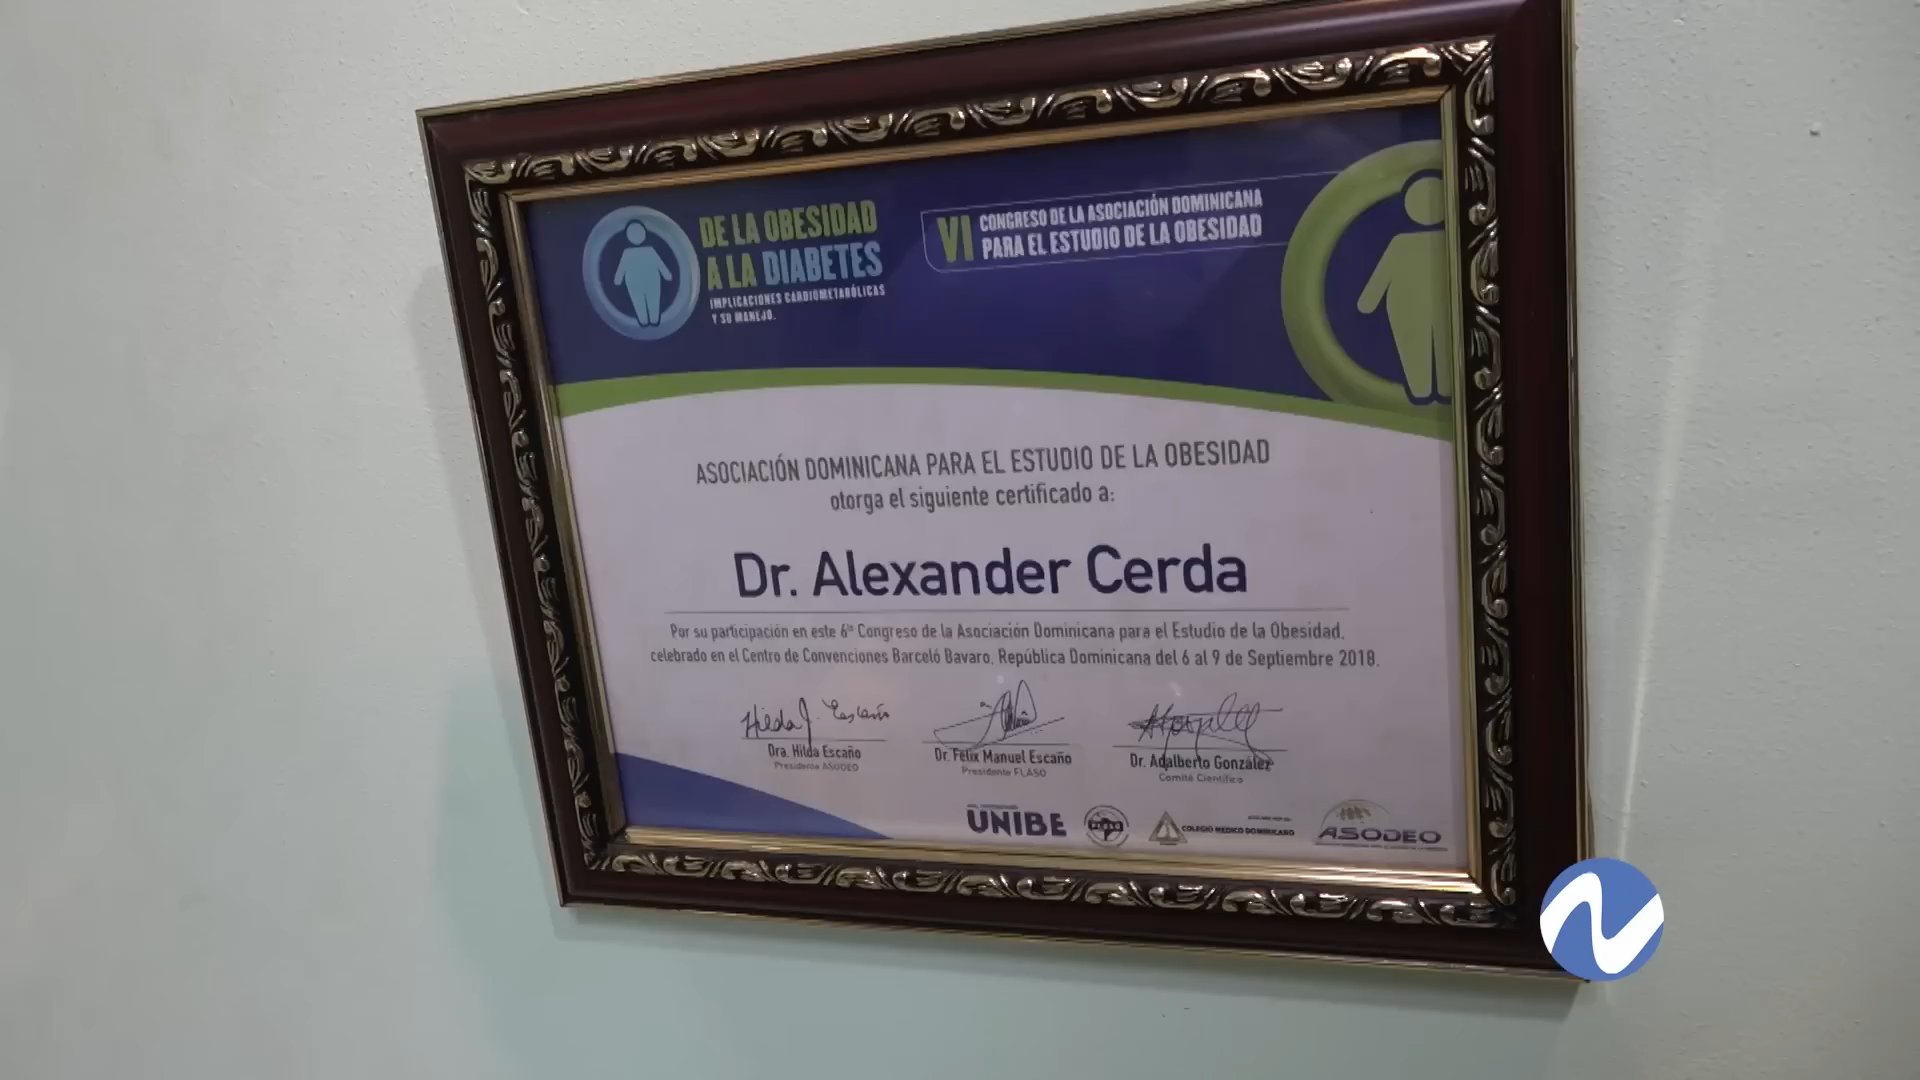 DE LA OBESIDAD
A LA DIABETES
IMPLICACIONES CARDIOMETABÓLICAS
Y SU MANEJO.
VI CONGRESO DE LA ASOCIACIÓN DOMINICANA
PARA EL ESTUDIO DE LA OBESIDAD
ASOCIACIÓN DOMINICANA PARA EL ESTUDIO DE LA OBESIDAD
otorga el siguiente certificado a:
Dr. Alexander Cerda
Por su participación en este 6to Congreso de la Asociación Dominicana para el Estudio de la Obesidad,
celebrado en el Centro de Convenciones Barceló Bavaro, República Dominicana del 6 al 9 de Septiembre 2018.
Hilda J. Escaño
Dra. Hilda Escaño
Presidente ASODEO
Dr. Felix Manuel Escaño
Presidente FLASO
Dr. Adalberto González
Comité Científico
UNIBE
FLASO
COLEGIO MEDICO DOMINICANO
ASODEO